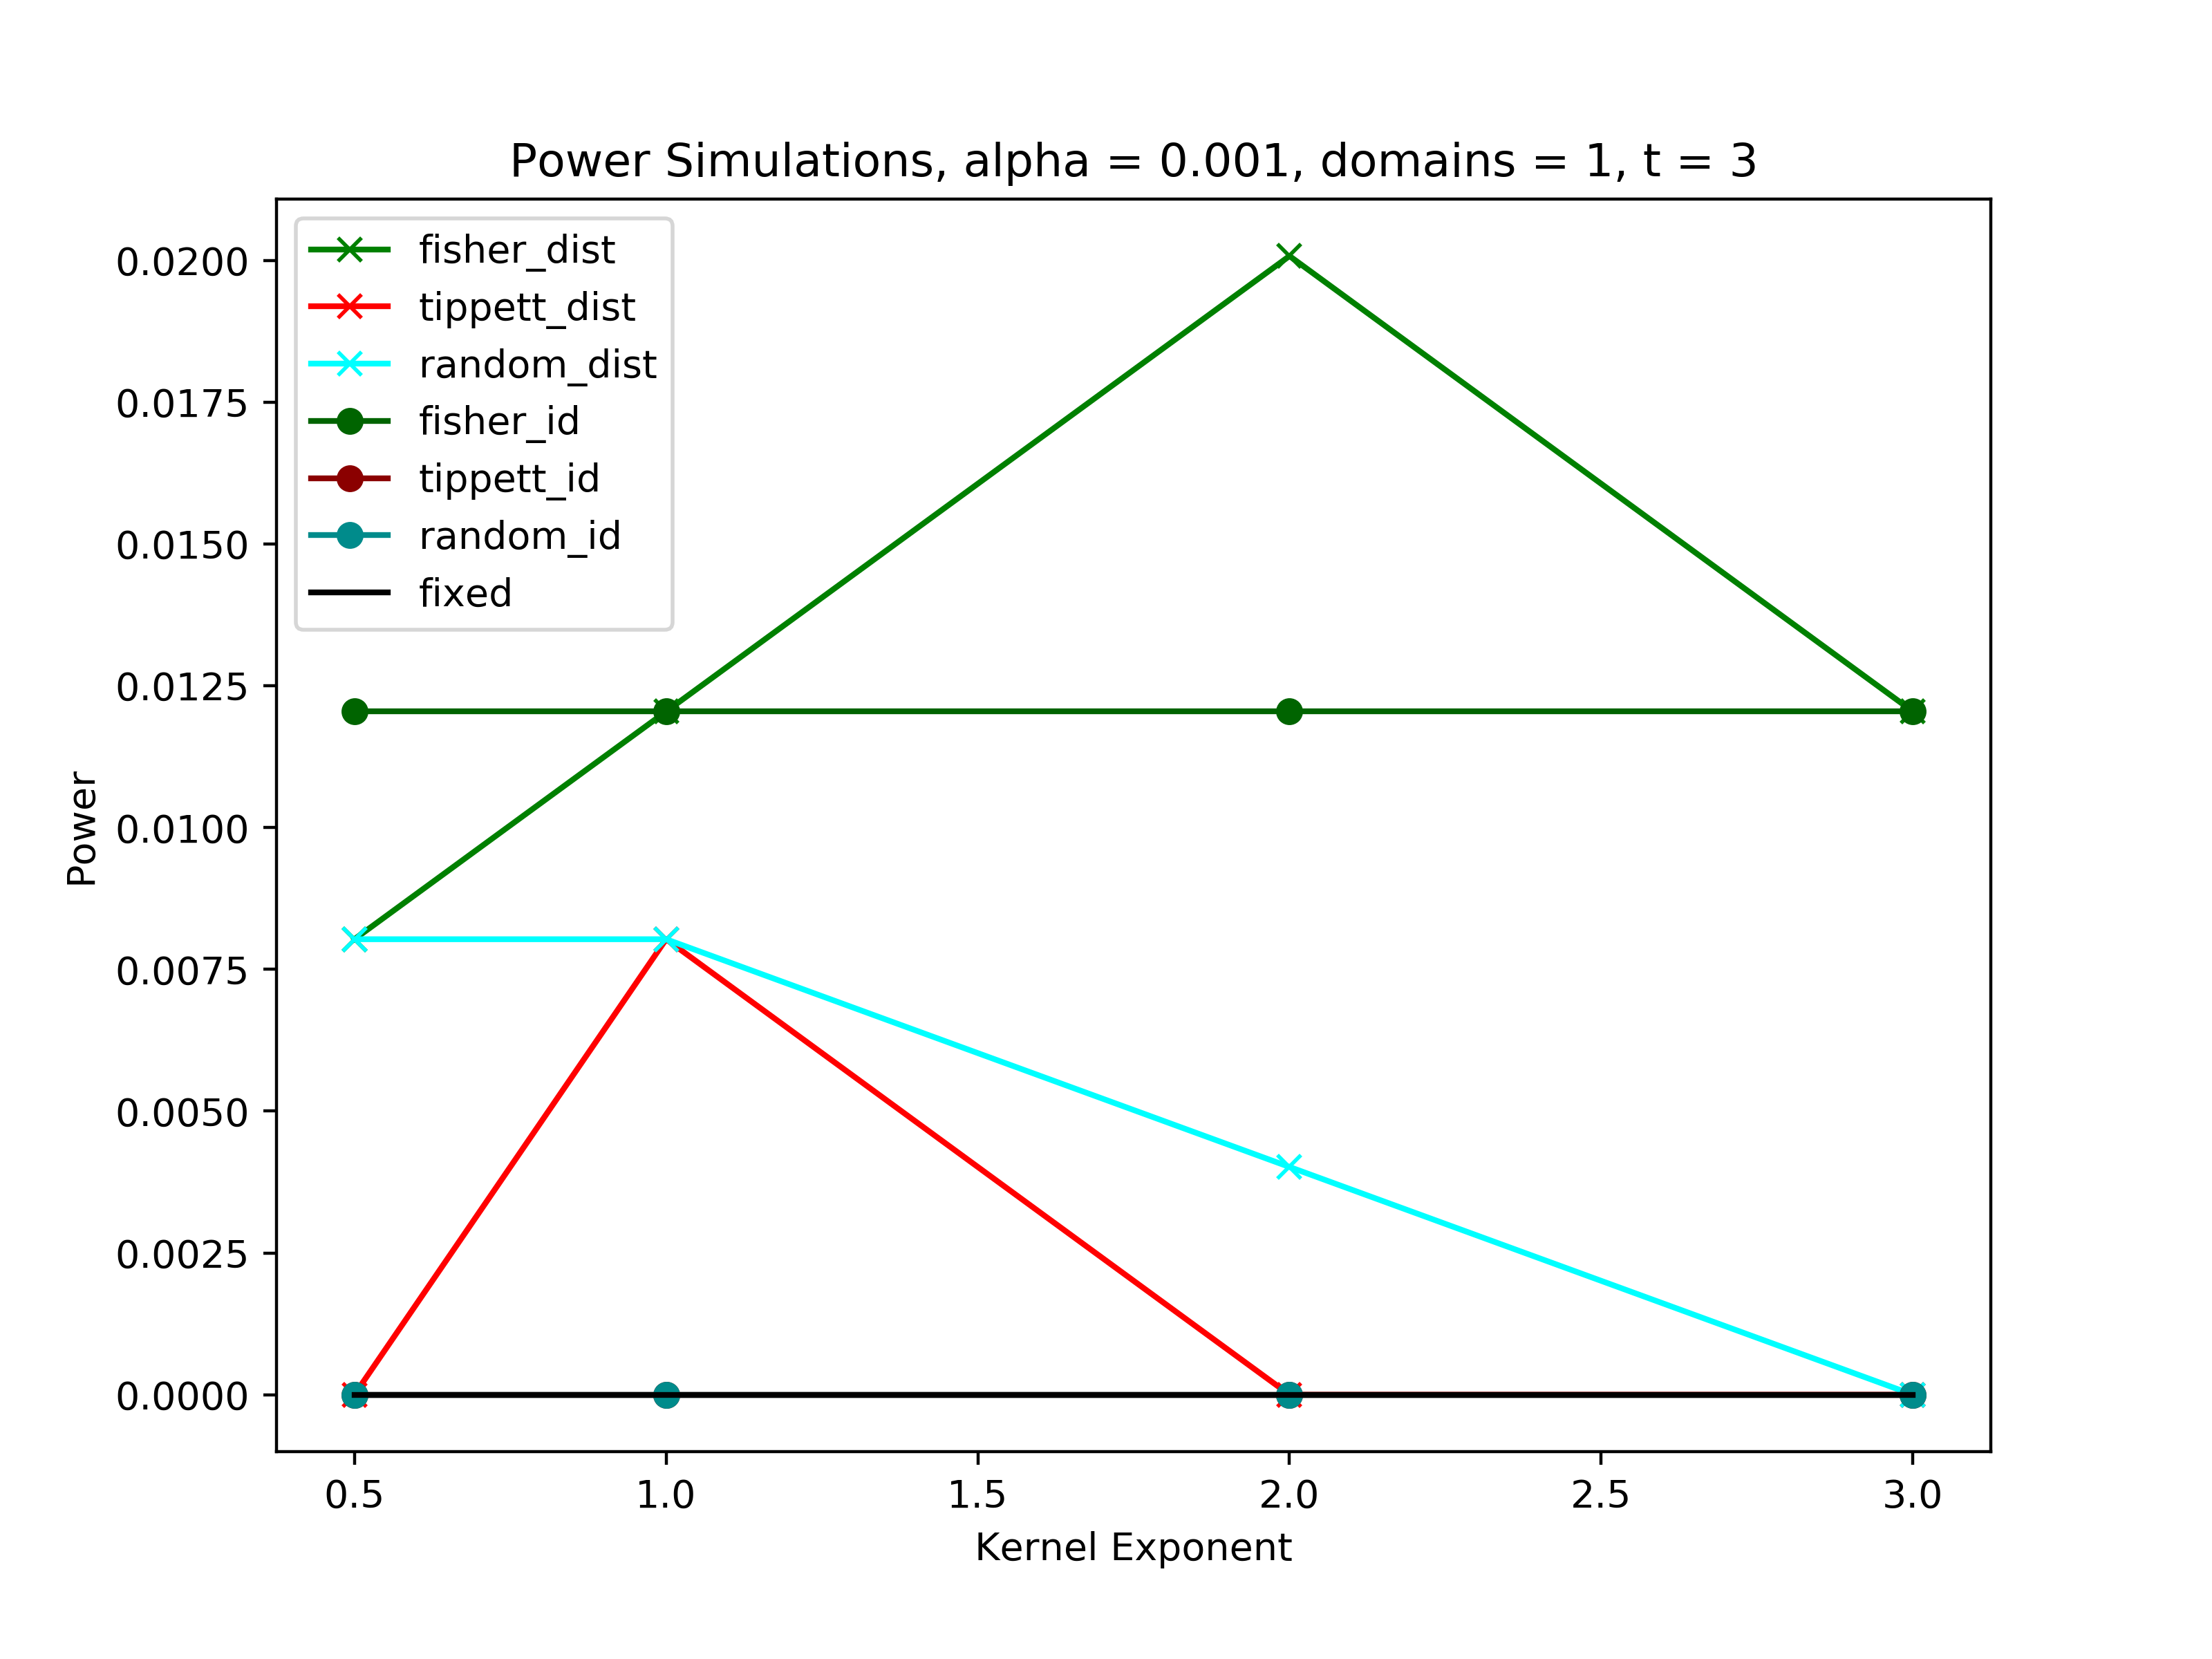 Power Simulations, alpha = 0.001, domains = 1, t = 3
fisher_dist
tippett_dist
random_dist
fisher_id
tippett_id
random_id
fixed
0.0200
0.0175
0.0150
0.0125
0.0100
0.0075
0.0050
0.0025
0.0000
Power
0.5 1.0 1.5 2.0 2.5 3.0
Kernel Exponent